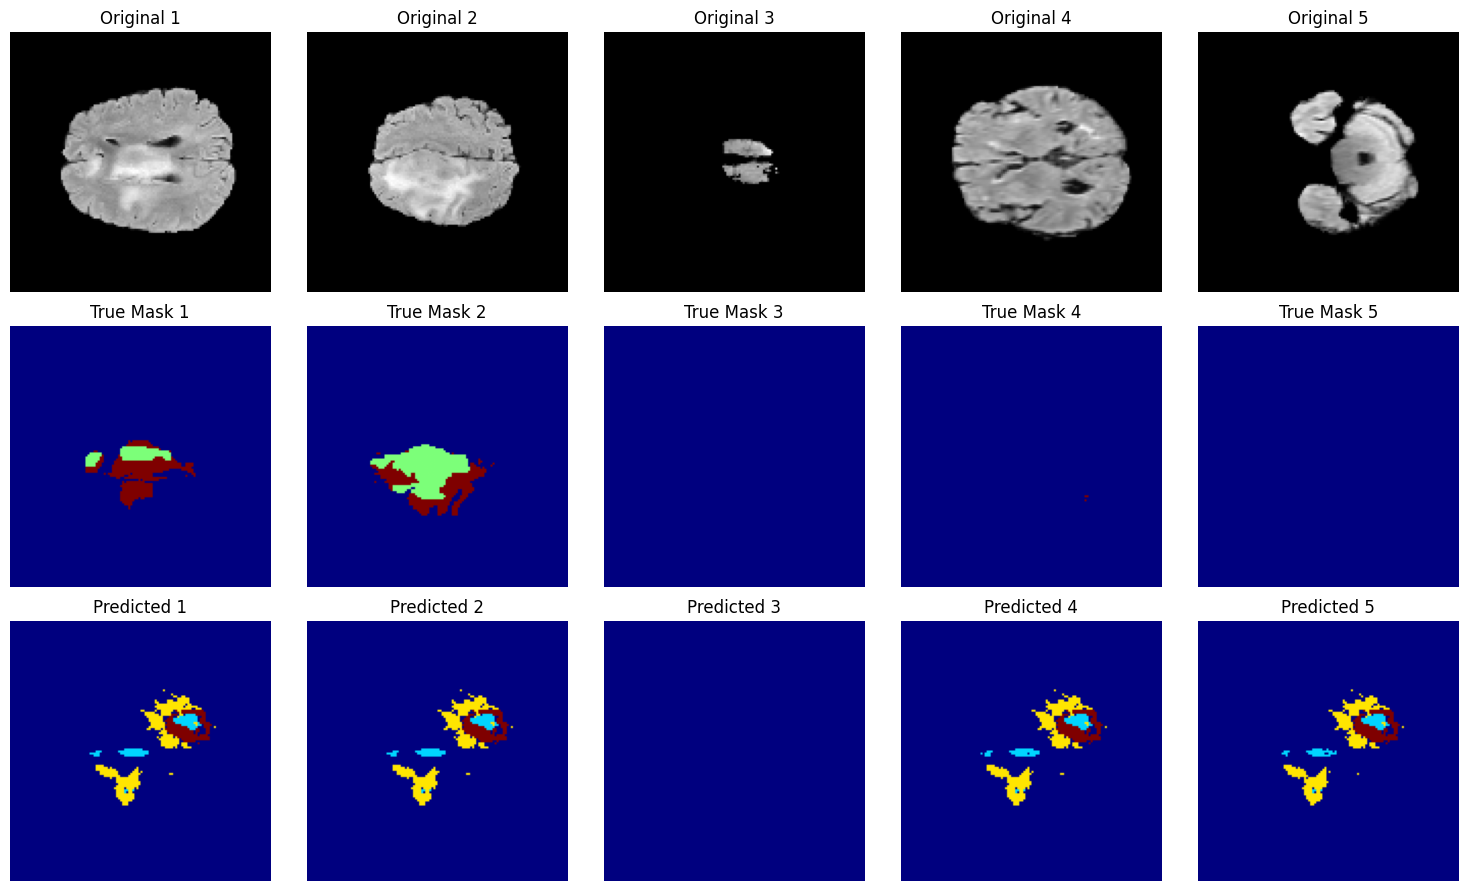 Original 1
Original 2
Original 3
Original 4
Original 5
True Mask 1
True Mask 2
True Mask 3
True Mask 4
True Mask 5
Predicted 1
Predicted 2
Predicted 3
Predicted 4
Predicted 5